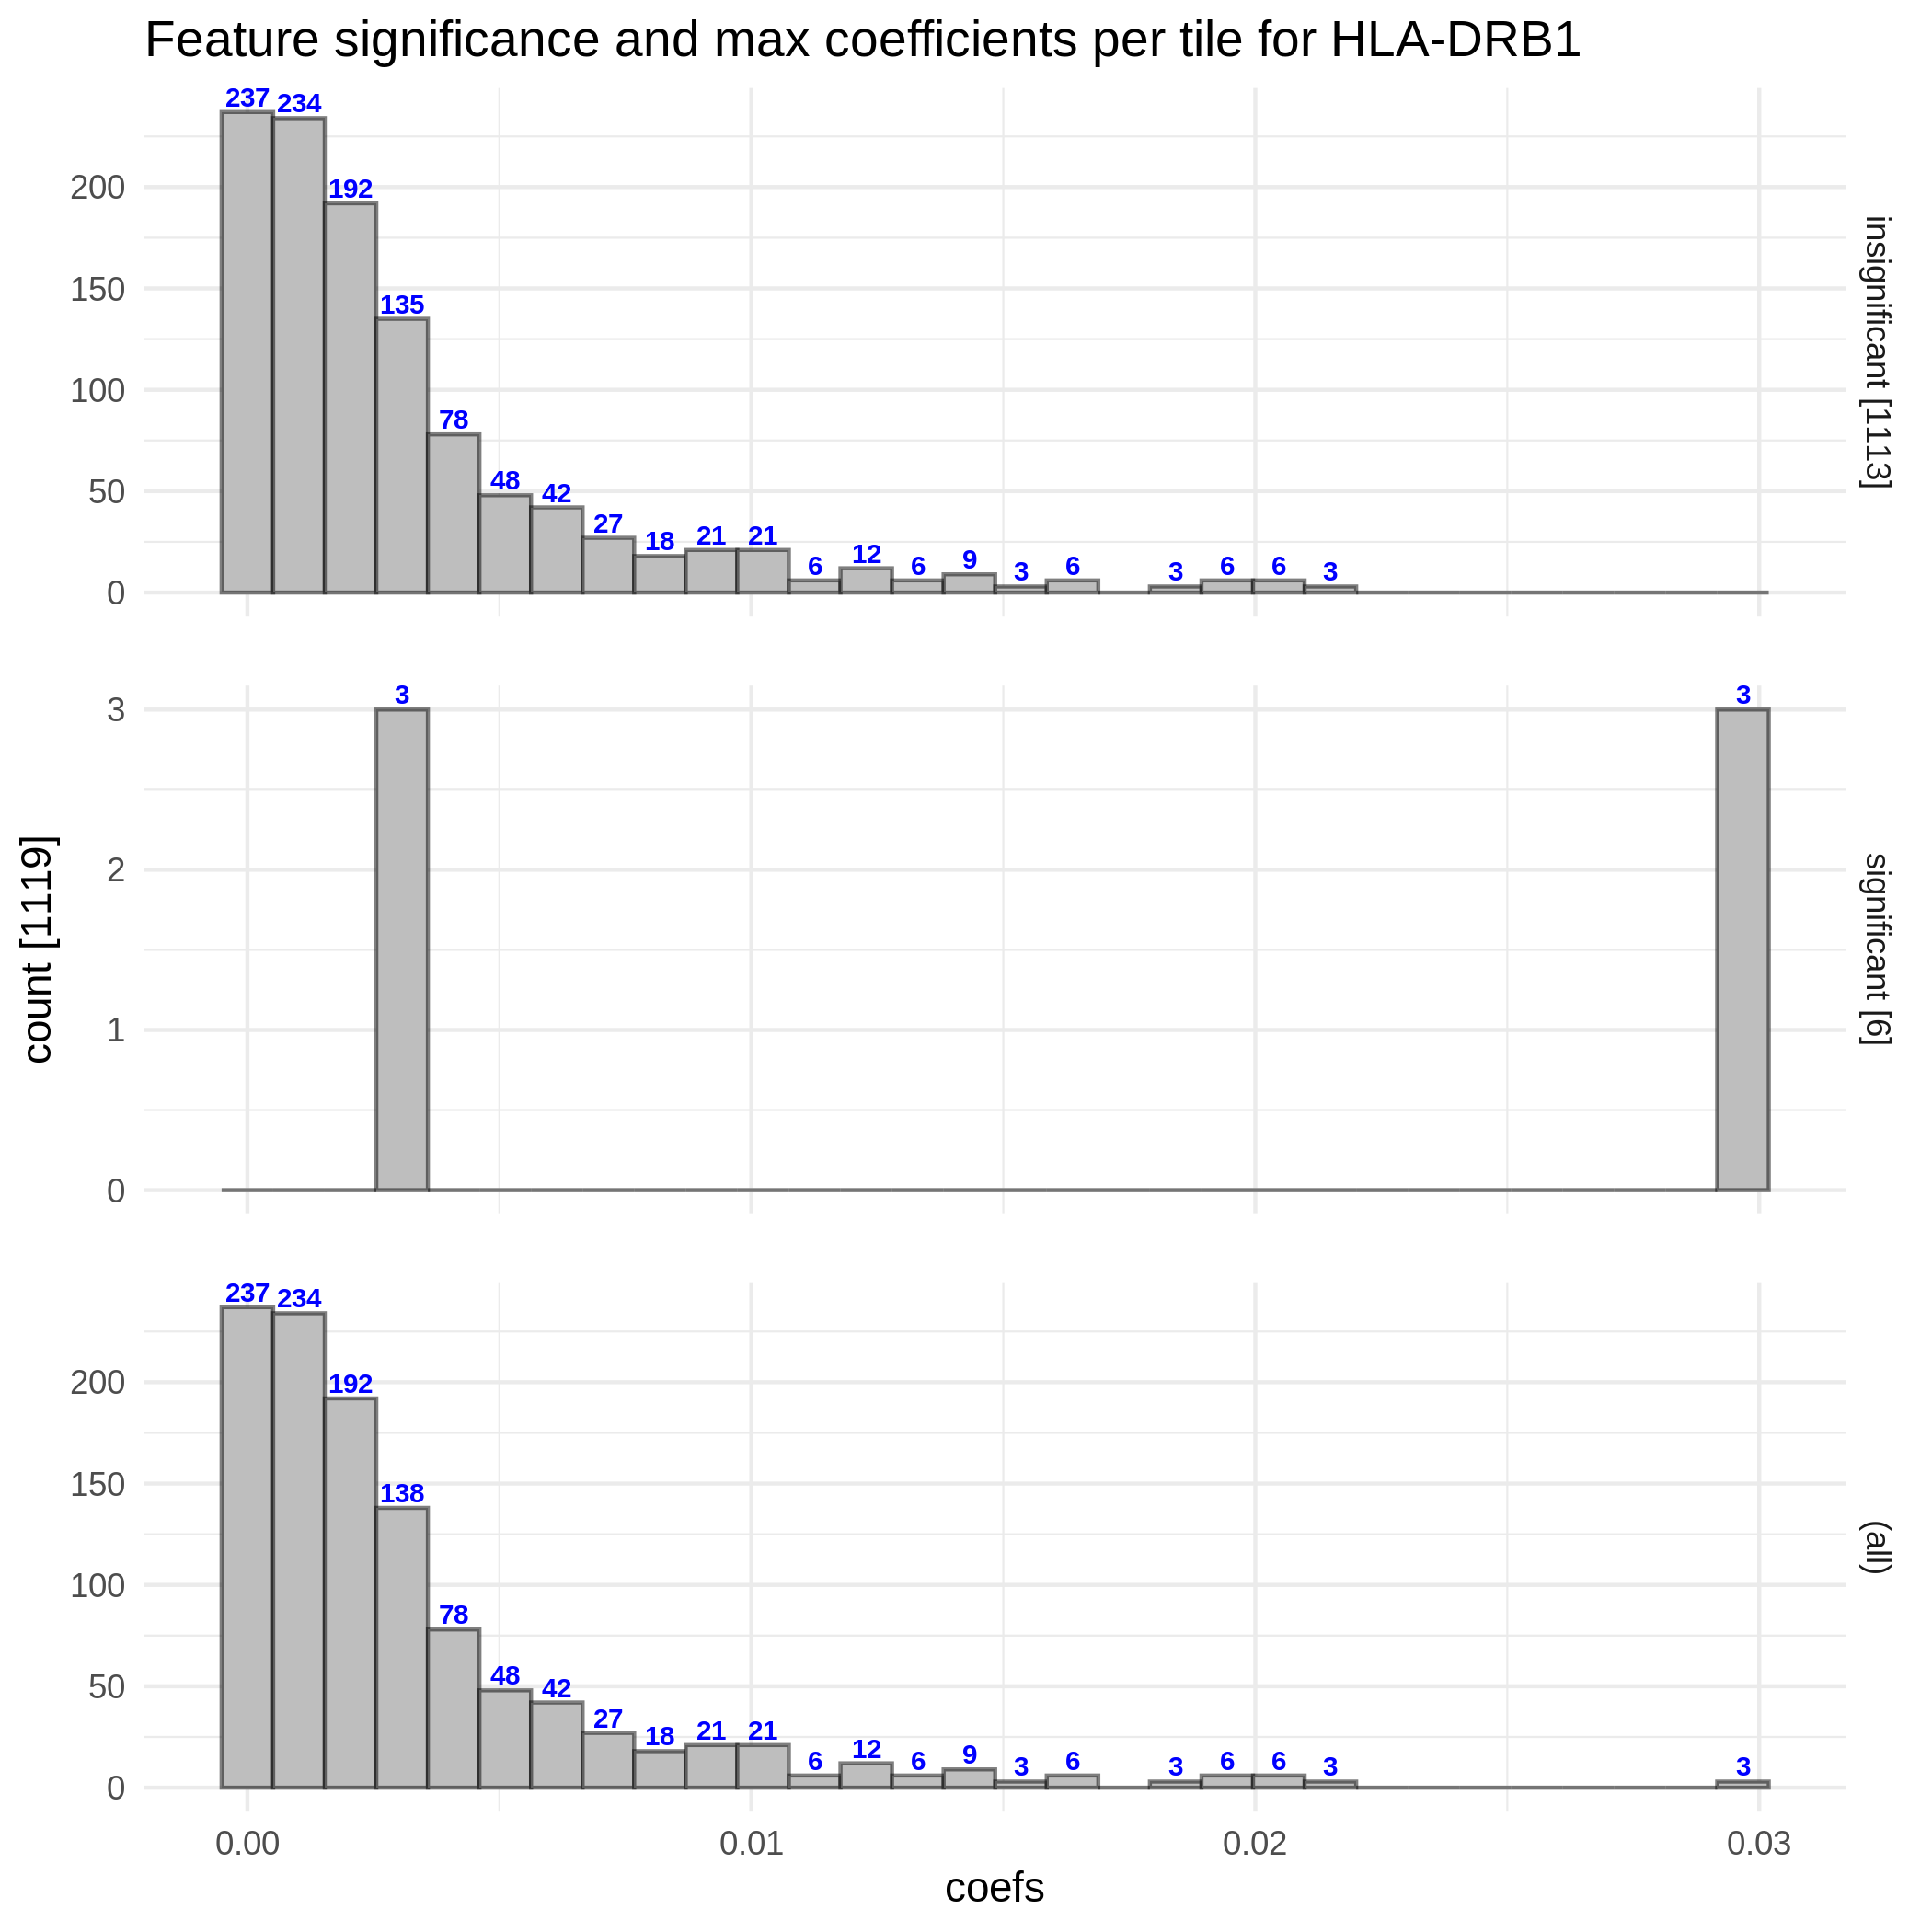 Feature significance and max coefficients per tile for HLA-DRB1
237 234 192 135 78 48 42 27 18 21 21 6 12 6 9 3 6 3 6 6 3
200
150
100
50
0
insignificant [1113]
3 3
3
2
1
0
significant [6]
count [1119]
237 234 192 138 78 48 42 27 18 21 21 6 12 6 9 3 6 3 6 6 3 3
200
150
100
50
0
(all)
0.00 0.01 0.02 0.03
coefs